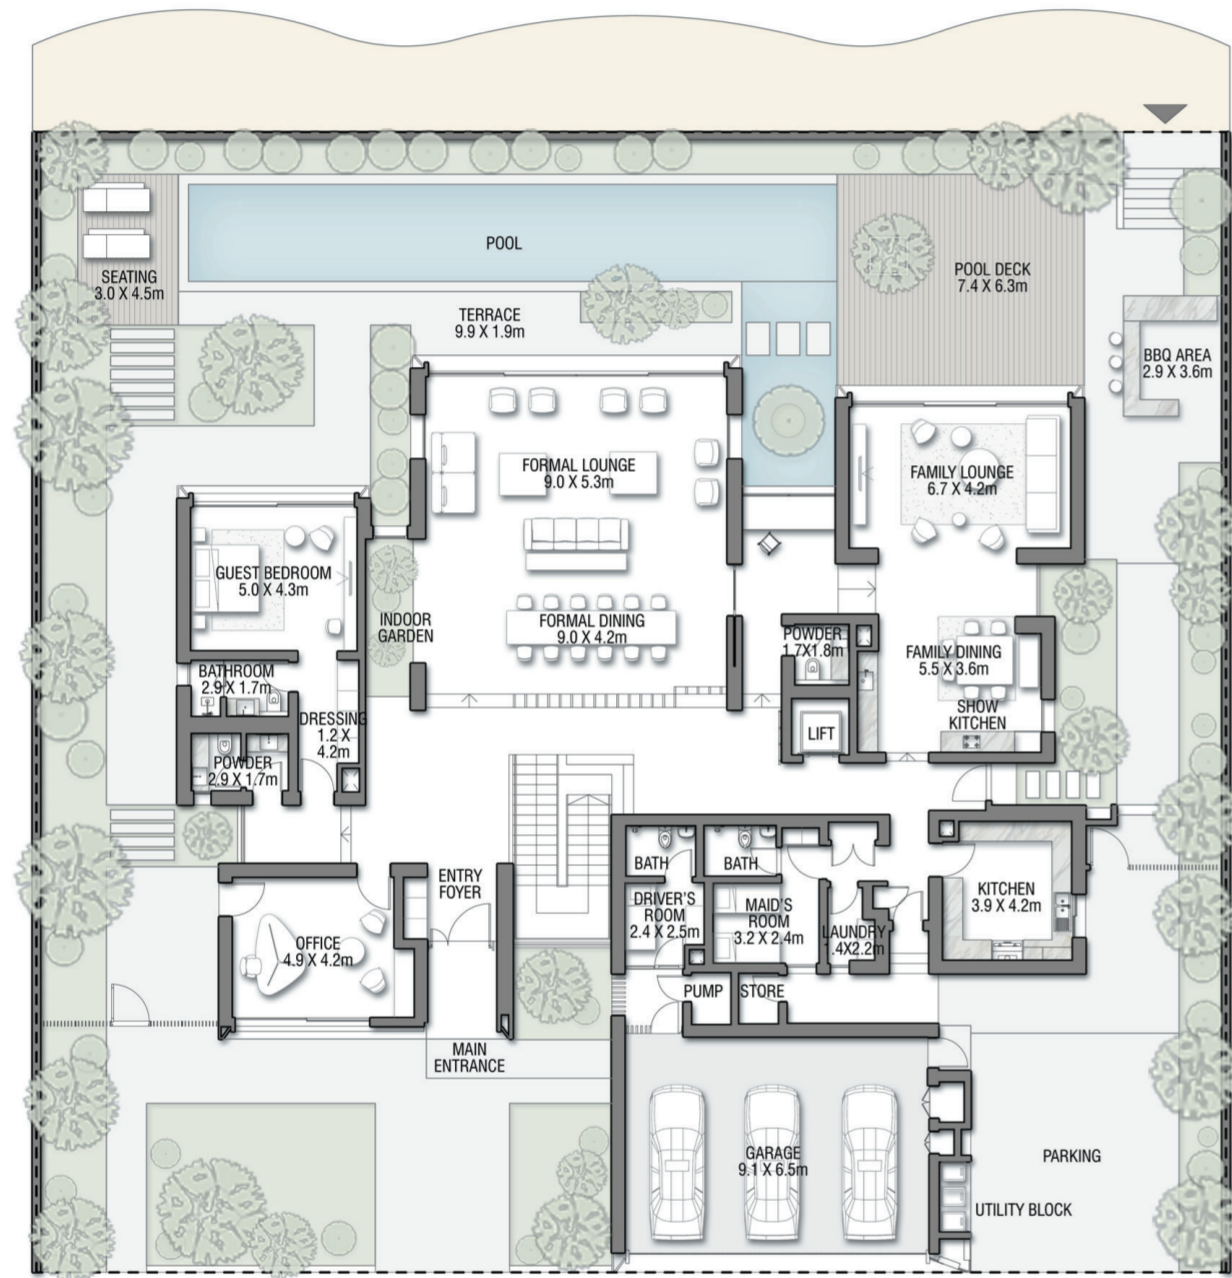 POOL
SEATING
3.0 X 4.5m
POOL DECK
7.4 X 6.3m
TERRACE
9.9 X 1.9m
BBQ AREA
2.9 X 3.6m
FORMAL LOUNGE
9.0 X 5.3m
FAMILY LOUNGE
6.7 X 4.2m
GUEST BEDROOM
5.0 X 4.3m
INDOOR
GARDEN
FORMAL DINING
9.0 X 4.2m
POWDER
1.7X1.8m
FAMILY DINING
5.5 X 3.6m
BATHROOM
2.9 X 1.7m
DRESSING
1.2 X
4.2m
SHOW
KITCHEN
LIFT
POWDER
2.9 X 1.7m
ENTRY
FOYER
BATH
BATH
DRIVER'S
ROOM
2.4 X 2.5m
MAID'S
ROOM
3.2 X 2.4m
KITCHEN
3.9 X 4.2m
LAUNDRY
1.4X2.2m
OFFICE
4.9 X 4.2m
PUMP
STORE
MAIN
ENTRANCE
GARAGE
9.1 X 6.5m
PARKING
UTILITY BLOCK